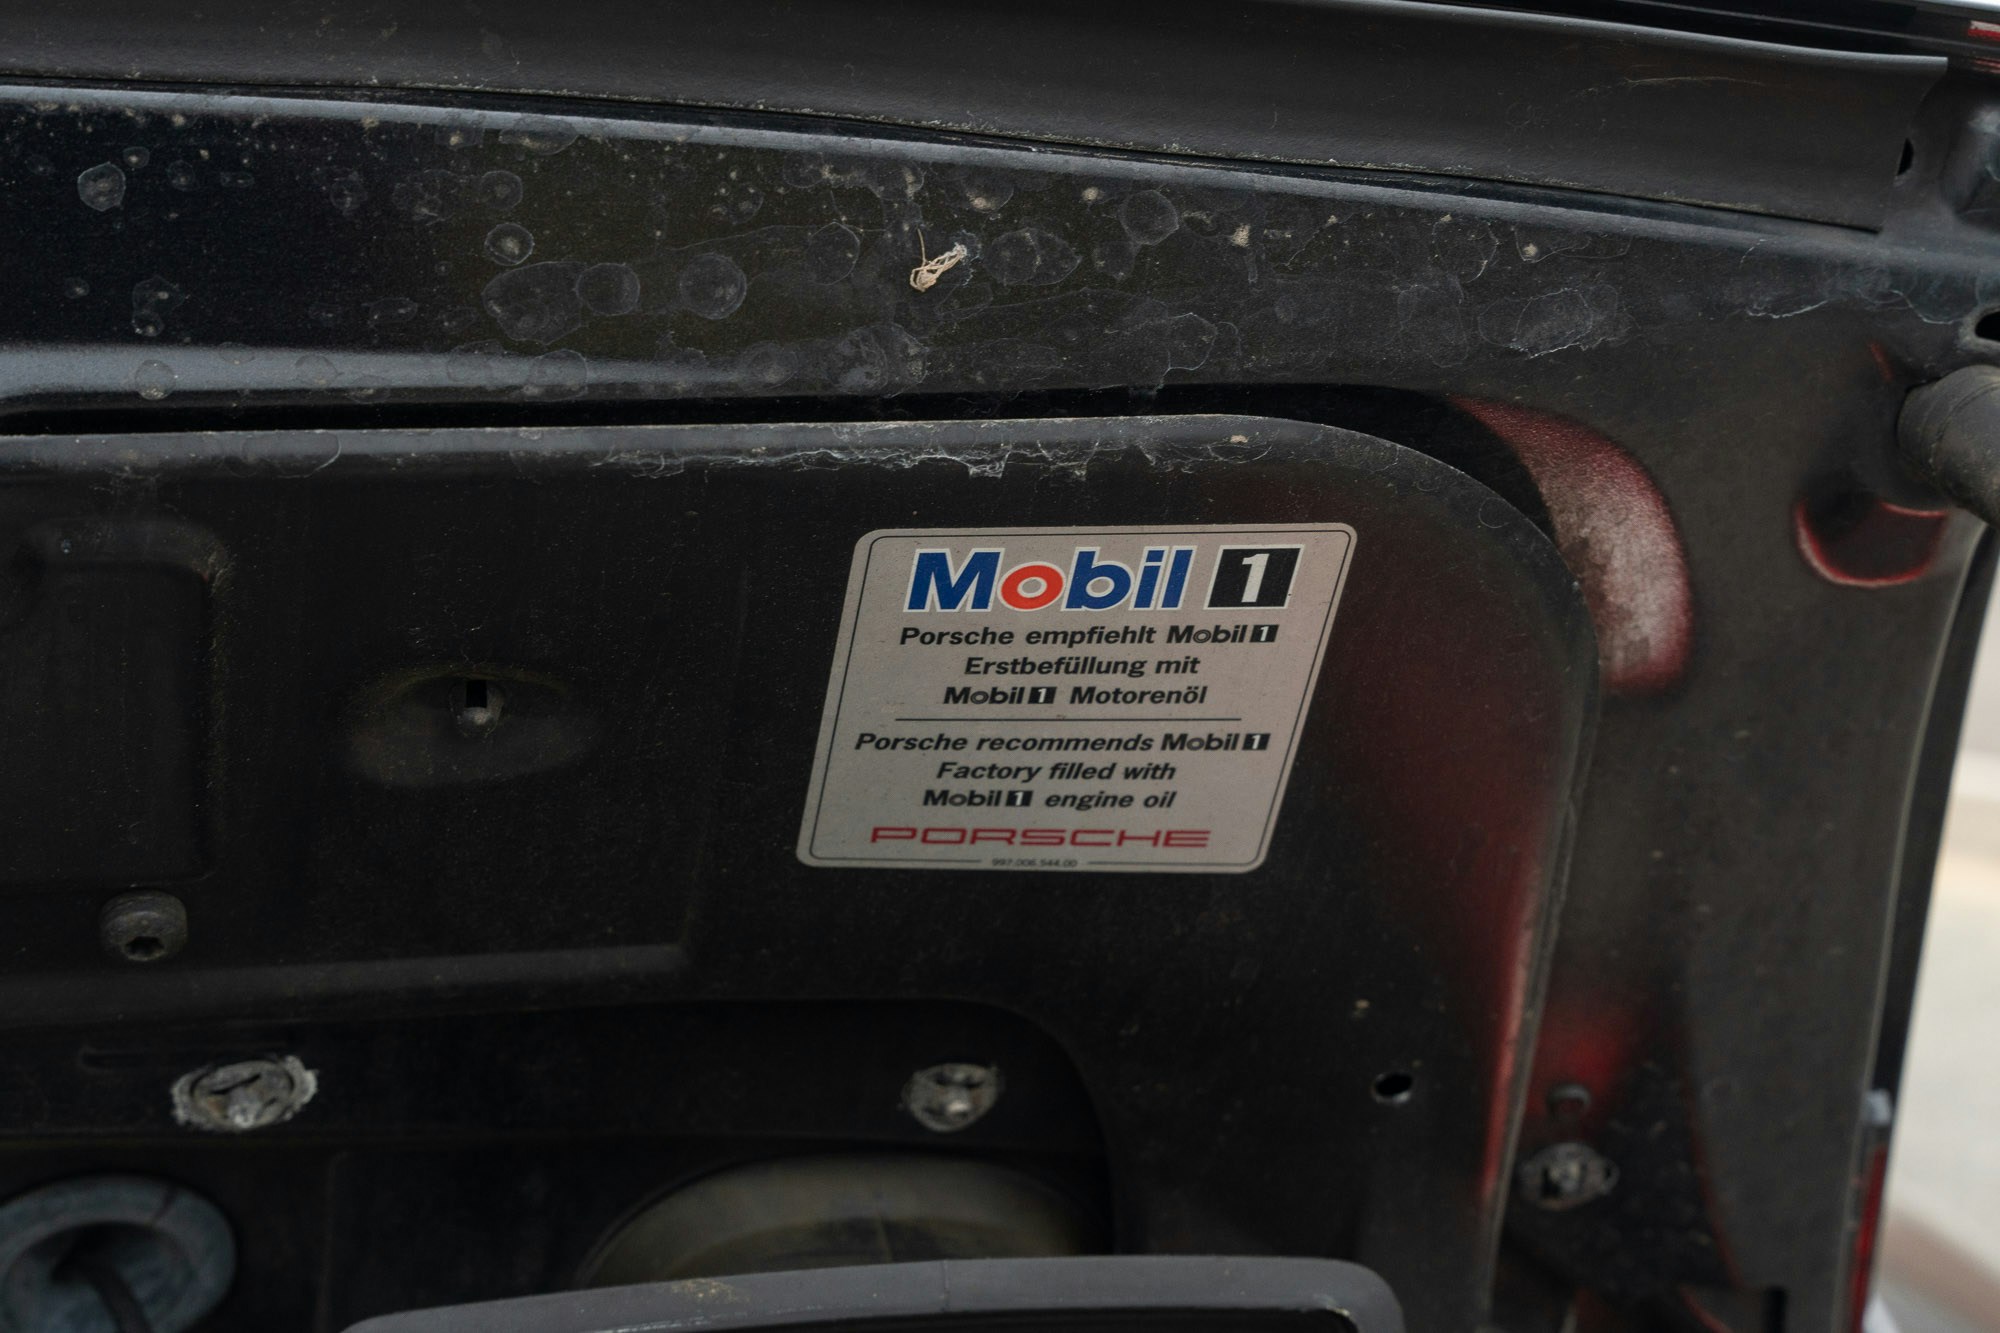 Mobil 1
Porsche empfiehlt Mobil 1
Erstbefüllung mit
Mobil 1 Motorenöl
Porsche recommends Mobil 1
Factory filled with
Mobil 1 engine oil
PORSCHE
997.006.544.00